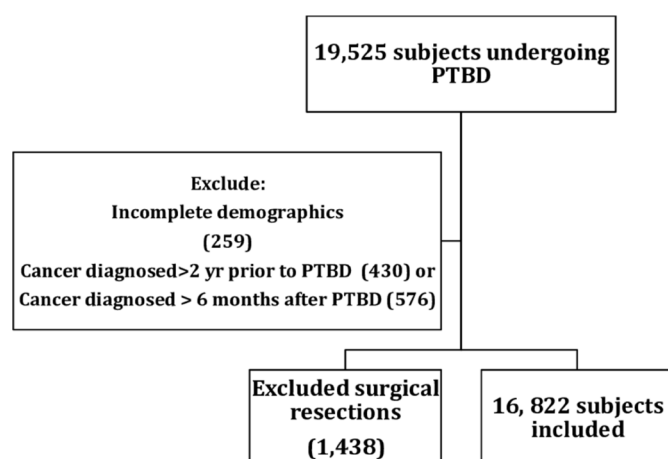 19,525 subjects undergoing
PTBD
Exclude:
Incomplete demographics
(259)
Cancer diagnosed>2 yr prior to PTBD (430) or
Cancer diagnosed > 6 months after PTBD (576)
Excluded surgical
resections
(1,438)
16, 822 subjects
included